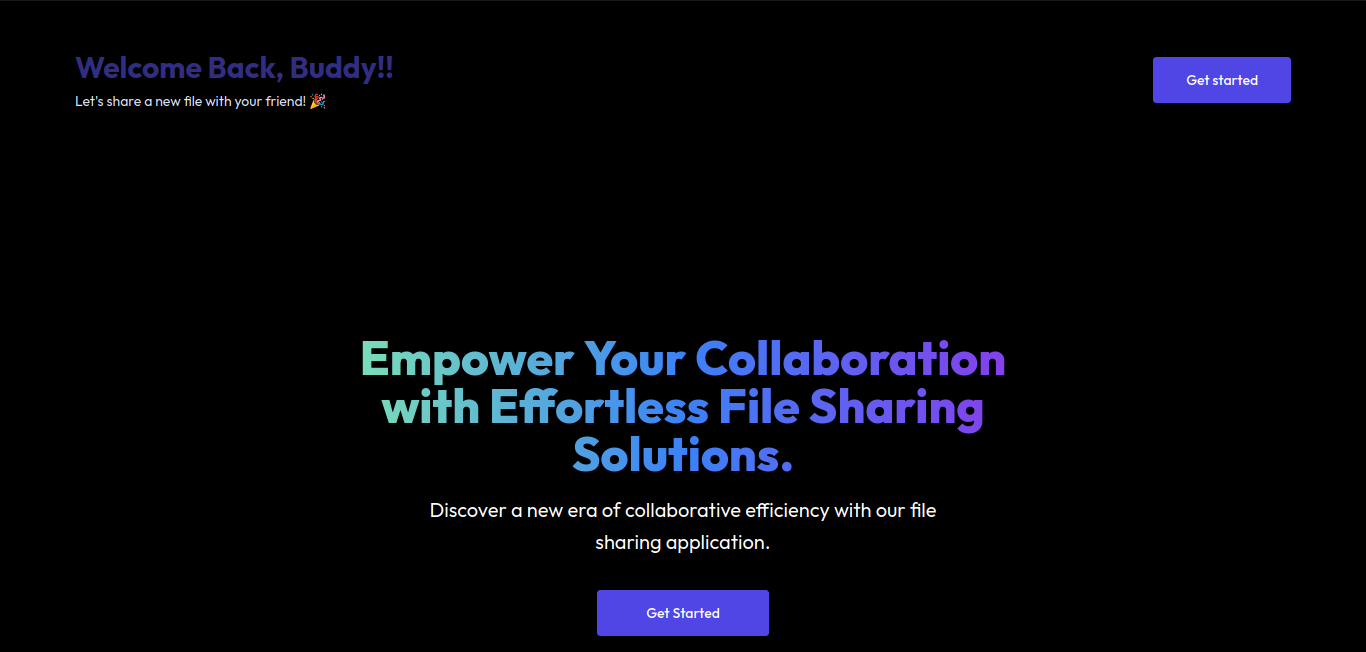 Welcome Back, Buddy!!
Let's share a new file with your friend! 🎉
Get started
Empower Your Collaboration
with Effortless File Sharing
Solutions.
Discover a new era of collaborative efficiency with our file
sharing application.
Get Started